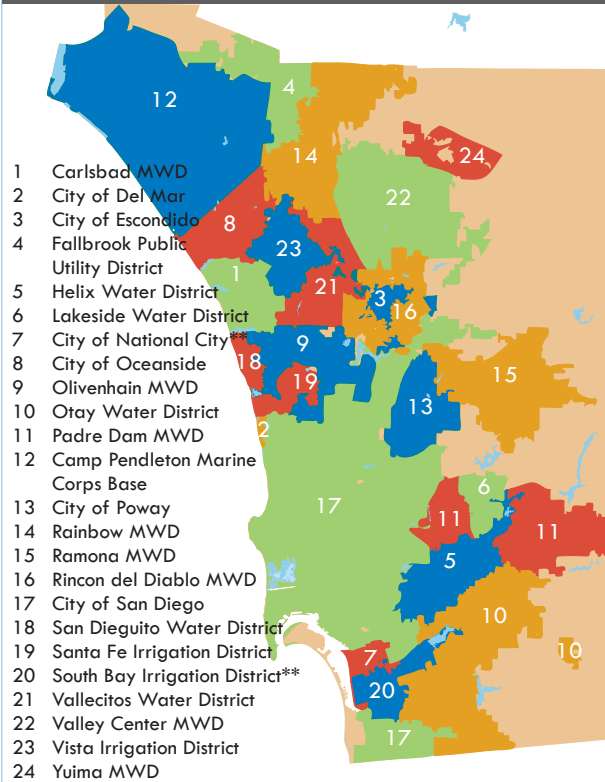 1 Carlsbad MWD
2 City of Del Mar
3 City of Escondido
4 Fallbrook Public
Utility District
5 Helix Water District
6 Lakeside Water District
7 City of National City**
8 City of Oceanside
9 Olivenhain MWD
10 Otay Water District
11 Padre Dam MWD
12 Camp Pendleton Marine
Corps Base
13 City of Poway
14 Rainbow MWD
15 Ramona MWD
16 Rincon del Diablo MWD
17 City of San Diego
18 San Dieguito Water District
19 Santa Fe Irrigation District
20 South Bay Irrigation District**
21 Vallecitos Water District
22 Valley Center MWD
23 Vista Irrigation District
24 Yuima MWD
4
12
14
24
22
8
23
1
21
3
16
9
18
19
15
13
2
6
17
11
11
5
10
10
7
20
17